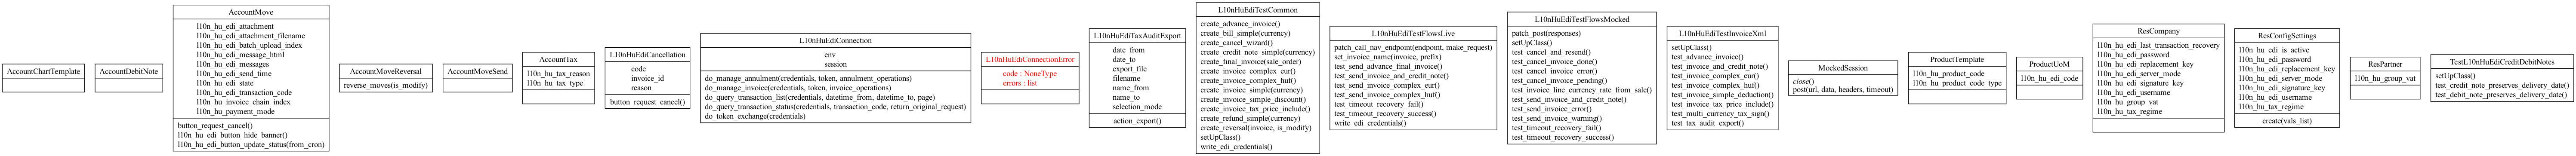 AccountChartTemplate
AccountDebitNote
AccountMove
l10n_hu_edi_attachment
l10n_hu_edi_attachment_filename
l10n_hu_edi_batch_upload_index
l10n_hu_edi_message_html
l10n_hu_edi_messages
l10n_hu_edi_send_time
l10n_hu_edi_state
l10n_hu_edi_transaction_code
l10n_hu_invoice_chain_index
l10n_hu_payment_mode
button_request_cancel()
l10n_hu_edi_button_hide_banner()
l10n_hu_edi_button_update_status(from_cron)
AccountMoveReversal
reverse_moves(is_modify)
AccountMoveSend
AccountTax
l10n_hu_tax_reason
l10n_hu_tax_type
L10nHuEdiCancellation
code
invoice_id
reason
button_request_cancel()
L10nHuEdiConnection
env
session
do_manage_annulment(credentials, token, annulment_operations)
do_manage_invoice(credentials, token, invoice_operations)
do_query_transaction_list(credentials, datetime_from, datetime_to, page)
do_query_transaction_status(credentials, transaction_code, return_original_request)
do_token_exchange(credentials)
L10nHuEdiConnectionError
code : NoneType
errors : list
L10nHuEdiTaxAuditExport
date_from
date_to
export_file
filename
name_from
name_to
selection_mode
action_export()
L10nHuEdiTestCommon
create_advance_invoice()
create_bill_simple(currency)
create_cancel_wizard()
create_credit_note_simple(currency)
create_final_invoice(sale_order)
create_invoice_complex_eur()
create_invoice_complex_huf()
create_invoice_simple(currency)
create_invoice_simple_discount()
create_invoice_tax_price_include()
create_refund_simple(currency)
create_reversal(invoice, is_modify)
setUpClass()
write_edi_credentials()
L10nHuEdiTestFlowsLive
patch_call_nav_endpoint(endpoint, make_request)
set_invoice_name(invoice, prefix)
test_send_advance_final_invoice()
test_send_invoice_and_credit_note()
test_send_invoice_complex_eur()
test_send_invoice_complex_huf()
test_timeout_recovery_fail()
test_timeout_recovery_success()
write_edi_credentials()
L10nHuEdiTestFlowsMocked
patch_post(responses)
setUpClass()
test_cancel_and_resend()
test_cancel_invoice_done()
test_cancel_invoice_error()
test_cancel_invoice_pending()
test_invoice_line_currency_rate_from_sale()
test_send_invoice_and_credit_note()
test_send_invoice_error()
test_send_invoice_warning()
test_timeout_recovery_fail()
test_timeout_recovery_success()
L10nHuEdiTestInvoiceXml
setUpClass()
test_advance_invoice()
test_invoice_and_credit_note()
test_invoice_complex_eur()
test_invoice_complex_huf()
test_invoice_simple_deduction()
test_invoice_tax_price_include()
test_multi_currency_tax_sign()
test_tax_audit_export()
MockedSession
close()
post(url, data, headers, timeout)
ProductTemplate
l10n_hu_product_code
l10n_hu_product_code_type
ProductUoM
l10n_hu_edi_code
ResCompany
l10n_hu_edi_last_transaction_recovery
l10n_hu_edi_password
l10n_hu_edi_replacement_key
l10n_hu_edi_server_mode
l10n_hu_edi_signature_key
l10n_hu_edi_username
l10n_hu_group_vat
l10n_hu_tax_regime
ResConfigSettings
l10n_hu_edi_is_active
l10n_hu_edi_password
l10n_hu_edi_replacement_key
l10n_hu_edi_server_mode
l10n_hu_edi_signature_key
l10n_hu_edi_username
l10n_hu_tax_regime
create(vals_list)
ResPartner
l10n_hu_group_vat
TestL10nHuEdiCreditDebitNotes
setUpClass()
test_credit_note_preserves_delivery_date()
test_debit_note_preserves_delivery_date()